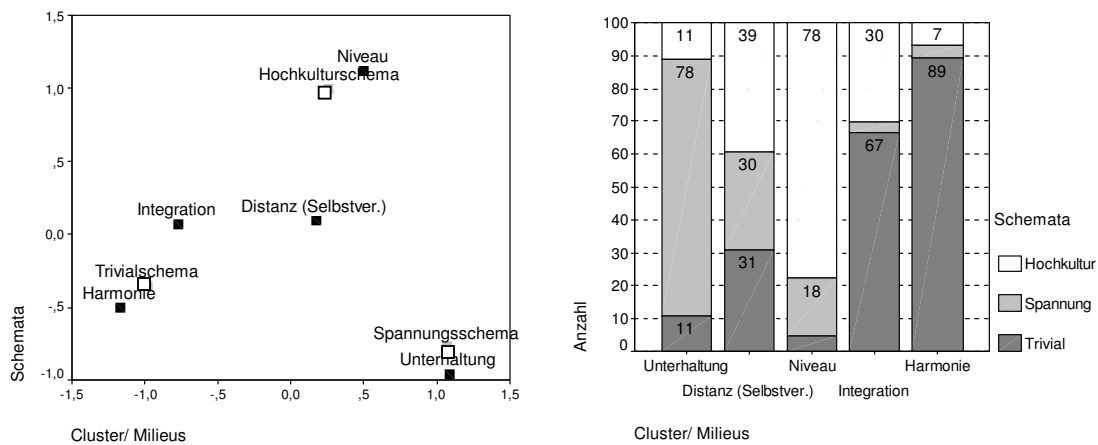 1,5
1,0
,5
0,0
-,5
-1,0
Schemata
Niveau
Hochkulturschema
Integration
Distanz (Selbstver.)
Trivialschema
Harmonie
Spannungsschema
Unterhaltung
-1,5 -1,0 -,5 0,0 ,5 1,0 1,5
Cluster/ Milieus
100
90
80
70
60
50
40
30
20
10
0
Anzahl
11 39 78 30 7
78 89
67
30
31
18
11
Unterhaltung Niveau Harmonie
Distanz (Selbstver.) Integration
Cluster/ Milieus
Schemata
Hochkultur
Spannung
Trivial